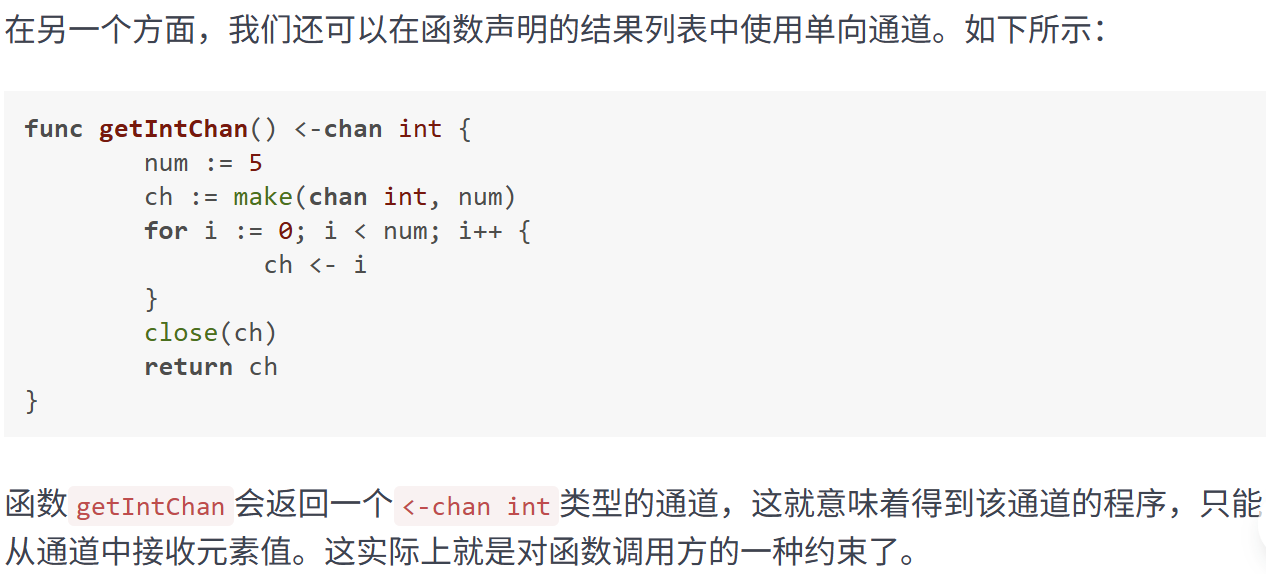 在另一个方面，我们还可以在函数声明的结果列表中使用单向通道。如下所示：
func getIntChan() <-chan int {
        num := 5
        ch := make(chan int, num)
        for i := 0; i < num; i++ {
                ch <- i
        }
        close(ch)
        return ch
}
函数getIntChan会返回一个<-chan int类型的通道，这就意味着得到该通道的程序，只能
从通道中接收元素值。这实际上就是对函数调用方的一种约束了。